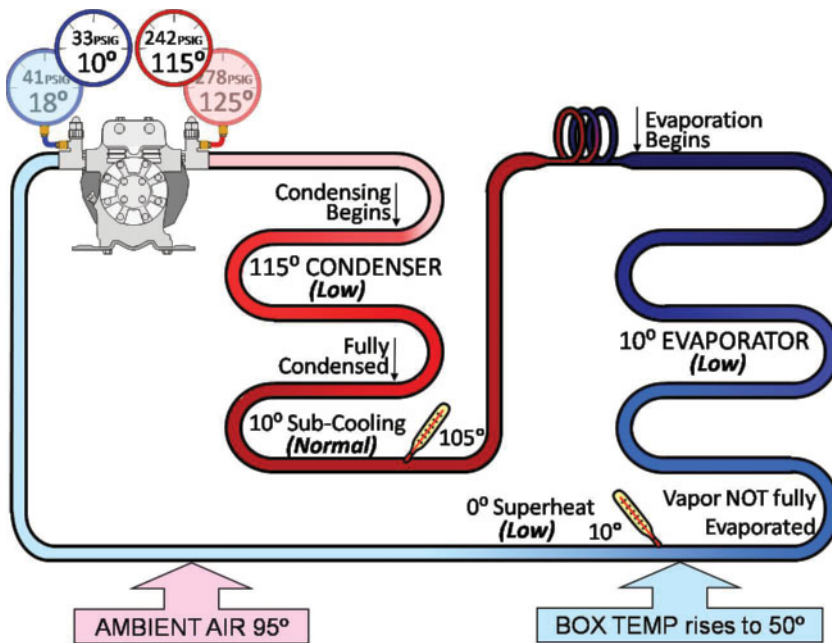 33PSIG
10º
242PSIG
115º
41PSIG
18º
278PSIG
125º
Evaporation
Begins
Condensing
Begins
115º CONDENSER
(Low)
10º EVAPORATOR
(Low)
Fully
Condensed
10º Sub-Cooling
(Normal)
105º
0º Superheat
(Low)
10º
Vapor NOT fully
Evaporated
AMBIENT AIR 95º
BOX TEMP rises to 50º